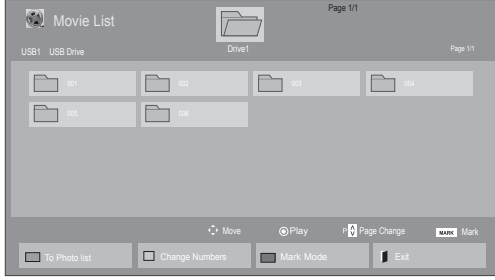 Page 1/1
Movie List
Drive1
USB1 USB Drive
Page 1/1
001 002 003 004
005 006
Move Play P Page Change MARK Mark
To Photo list Change Numbers Mark Mode Exit